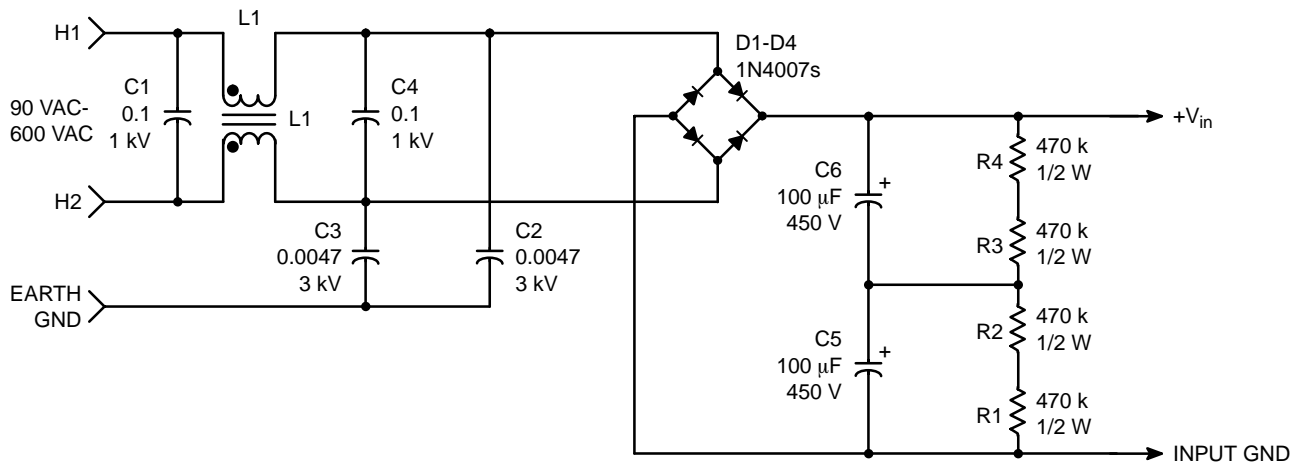 H1
L1
90 VAC-
600 VAC
C1
0.1
1 kV
L1
C4
0.1
1 kV
H2
C3
0.0047
3 kV
C2
0.0047
3 kV
EARTH
GND
D1-D4
1N4007s
+Vin
C6
100 μF
450 V
+
R4
470 k
1/2 W
R3
470 k
1/2 W
C5
100 μF
450 V
+
R2
470 k
1/2 W
R1
470 k
1/2 W
INPUT GND